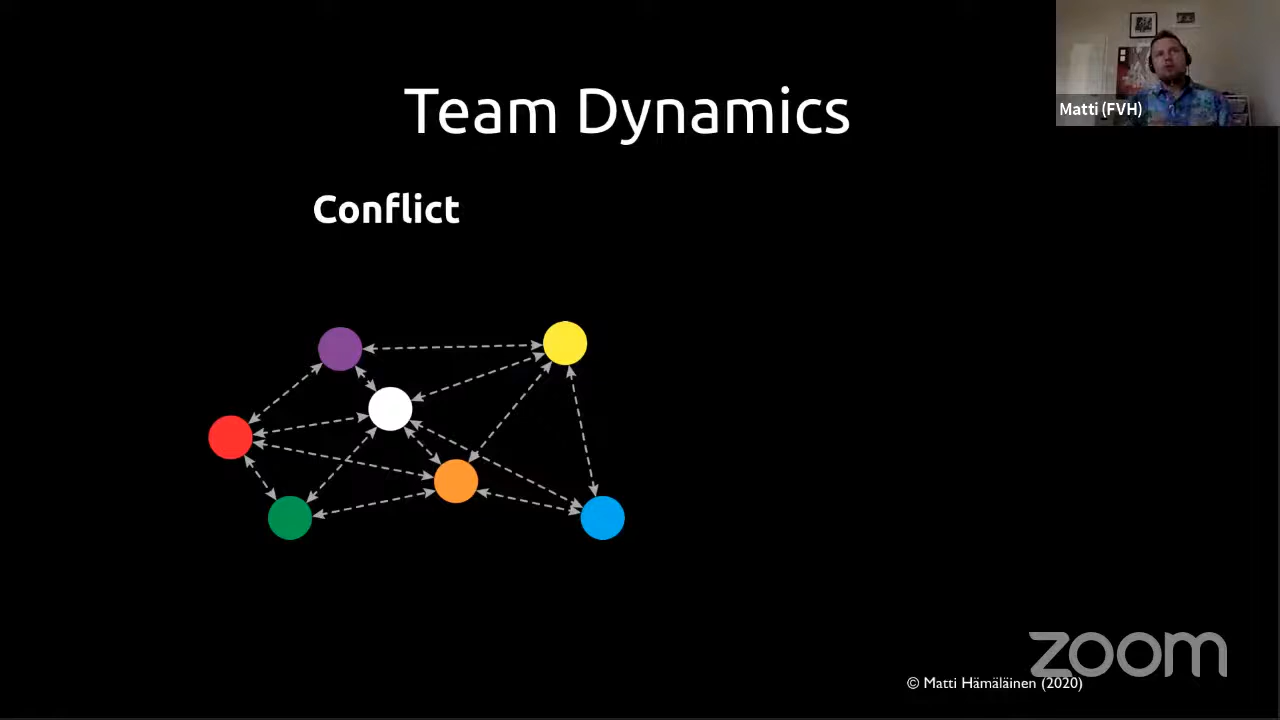 Team Dynamics
Matti (FVH)
Conflict
zoom
© Matti Hämäläinen (2020)